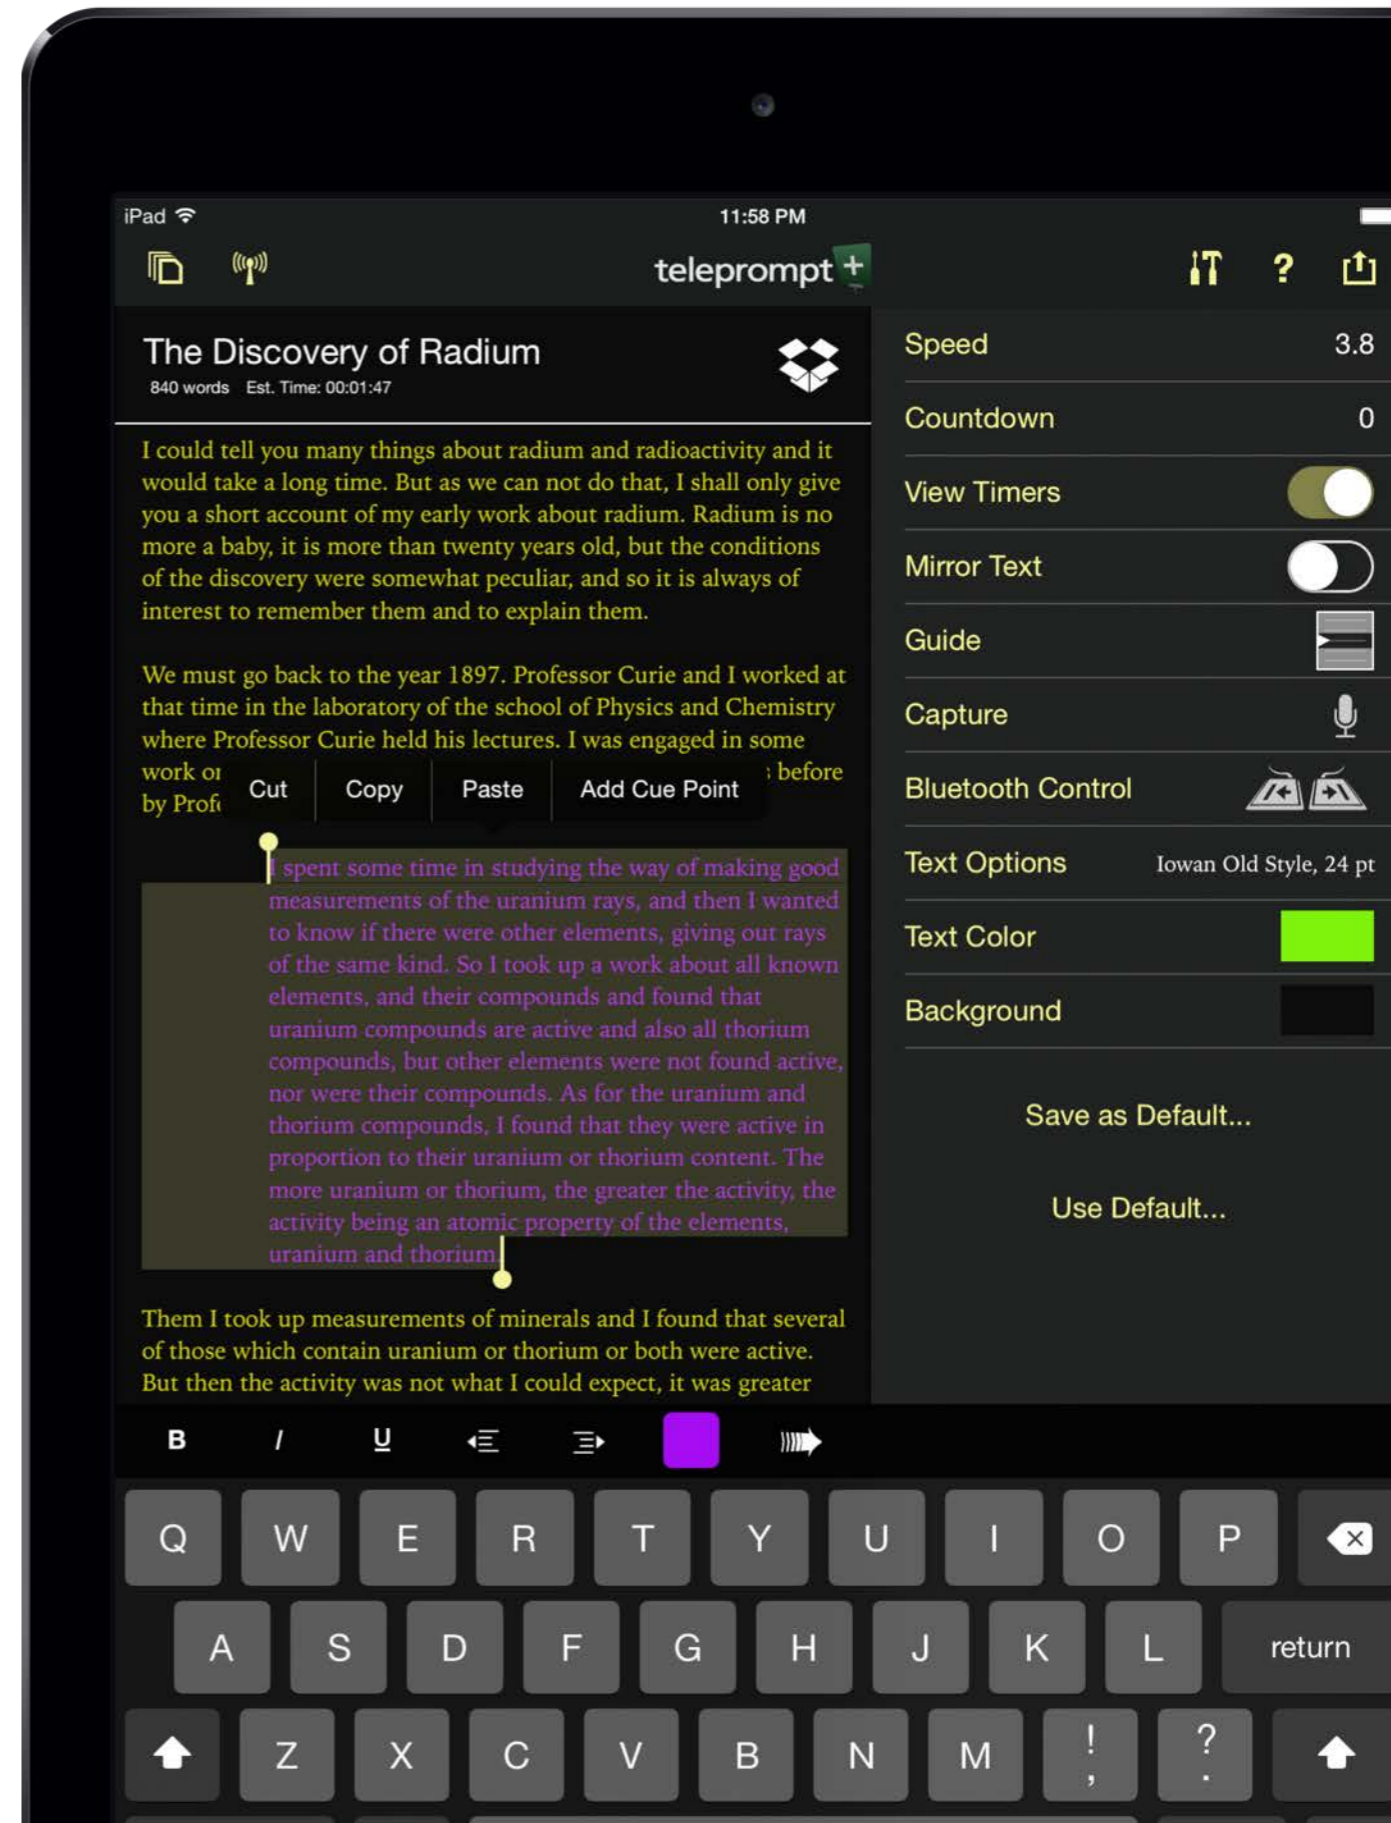 iPad
11:58 PM
teleprompt+
The Discovery of Radium
840 words Est. Time: 00:01:47
I could tell you many things about radium and radioactivity and it
would take a long time. But as we can not do that, I shall only give
you a short account of my early work about radium. Radium is no
more a baby, it is more than twenty years old, but the conditions
of the discovery were somewhat peculiar, and so it is always of
interest to remember them and to explain them.
We must go back to the year 1897. Professor Curie and I worked at
that time in the laboratory of the school of Physics and Chemistry
where Professor Curie held his lectures. I was engaged in some
work before
by
Cut Copy Paste Add Cue Point
I spent some time in studying the way of making good
measurements of the uranium rays, and then I wanted
to know if there were other elements, giving out rays
of the same kind. So I took up a work about all known
elements, and their compounds and found that
uranium compounds are active and also all thorium
compounds, but other elements were not found active,
nor were their compounds. As for the uranium and
thorium compounds, I found that they were active in
proportion to their uranium or thorium content. The
more uranium or thorium, the greater the activity, the
activity being an atomic property of the elements,
uranium and thorium.
Them I took up measurements of minerals and I found that several
of those which contain uranium or thorium or both were active.
But then the activity was not what I could expect, it was greater
?
Speed 3.8
Countdown 0
View Timers
Mirror Text
Guide
Capture
Bluetooth Control
Text Options Iowan Old Style, 24 pt
Text Color
Background
Save as Default...
Use Default...
B I U
Q W E R T Y U I O P
A S D F G H J K L return
Z X C V B N M ! , ? .